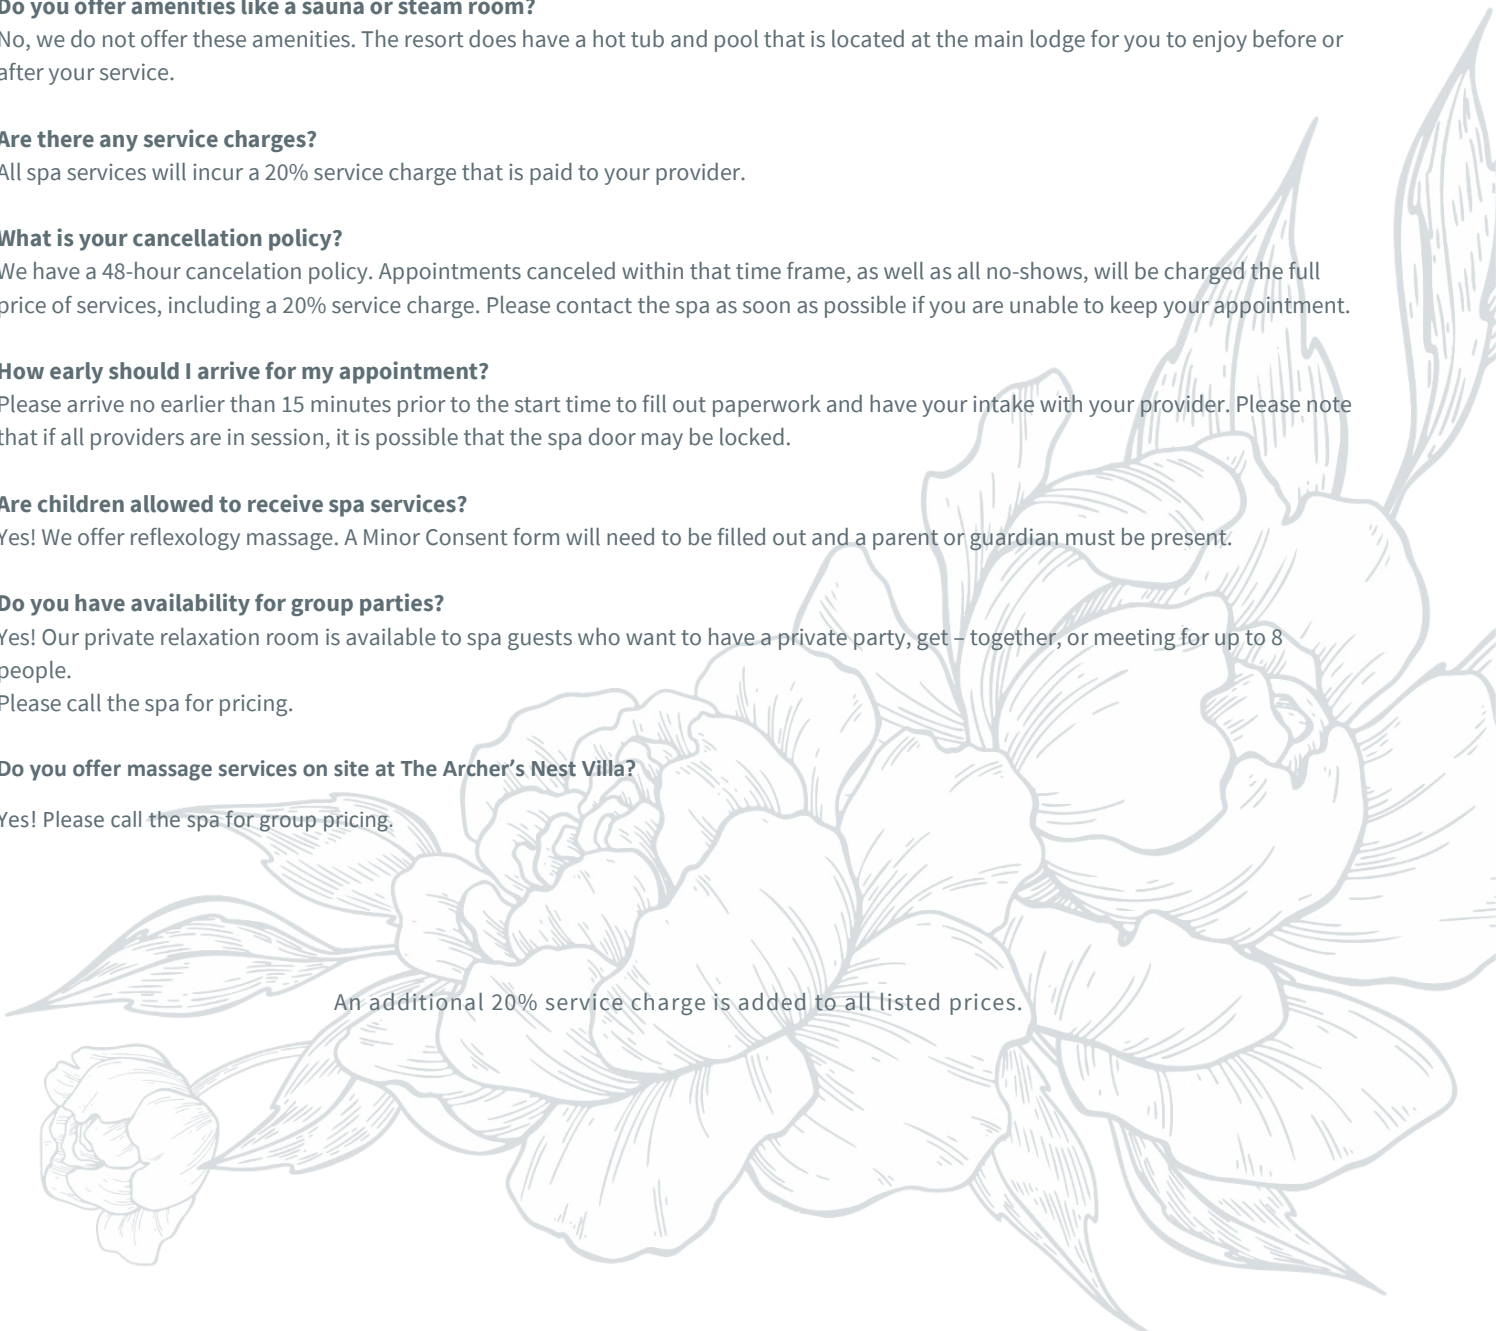 Do you offer amenities like a sauna or steam room?
No, we do not offer these amenities. The resort does have a hot tub and pool that is located at the main lodge for you to enjoy before or
after your service.
Are there any service charges?
All spa services will incur a 20% service charge that is paid to your provider.
What is your cancellation policy?
We have a 48-hour cancelation policy. Appointments canceled within that time frame, as well as all no-shows, will be charged the full
price of services, including a 20% service charge. Please contact the spa as soon as possible if you are unable to keep your appointment.
How early should I arrive for my appointment?
Please arrive no earlier than 15 minutes prior to the start time to fill out paperwork and have your intake with your provider. Please note
that if all providers are in session, it is possible that the spa door may be locked.
Are children allowed to receive spa services?
Yes! We offer reflexology massage. A Minor Consent form will need to be filled out and a parent or guardian must be present.
Do you have availability for group parties?
Yes! Our private relaxation room is available to spa guests who want to have a private party, get – together, or meeting for up to 8
people.
Please call the spa for pricing.
Do you offer massage services on site at The Archer’s Nest Villa?
Yes! Please call the spa for group pricing.
An additional 20% service charge is added to all listed prices.